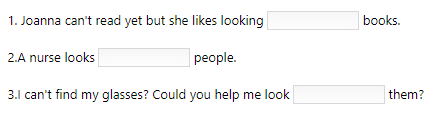 1. Joanna can't read yet but she likes looking books.
2.A nurse looks people.
3.I can't find my glasses? Could you help me look them?